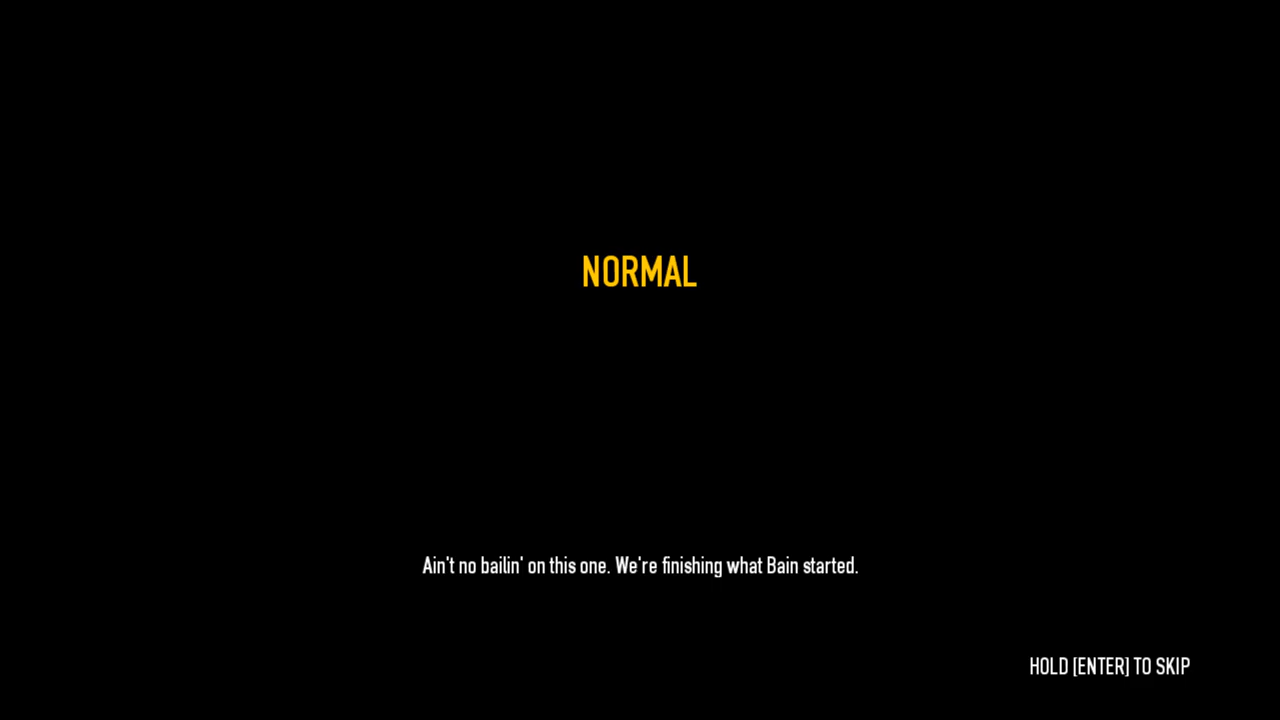 NORMAL
Ain't no bailin' on this one. We're finishing what Bain started.
HOLD [ENTER] TO SKIP